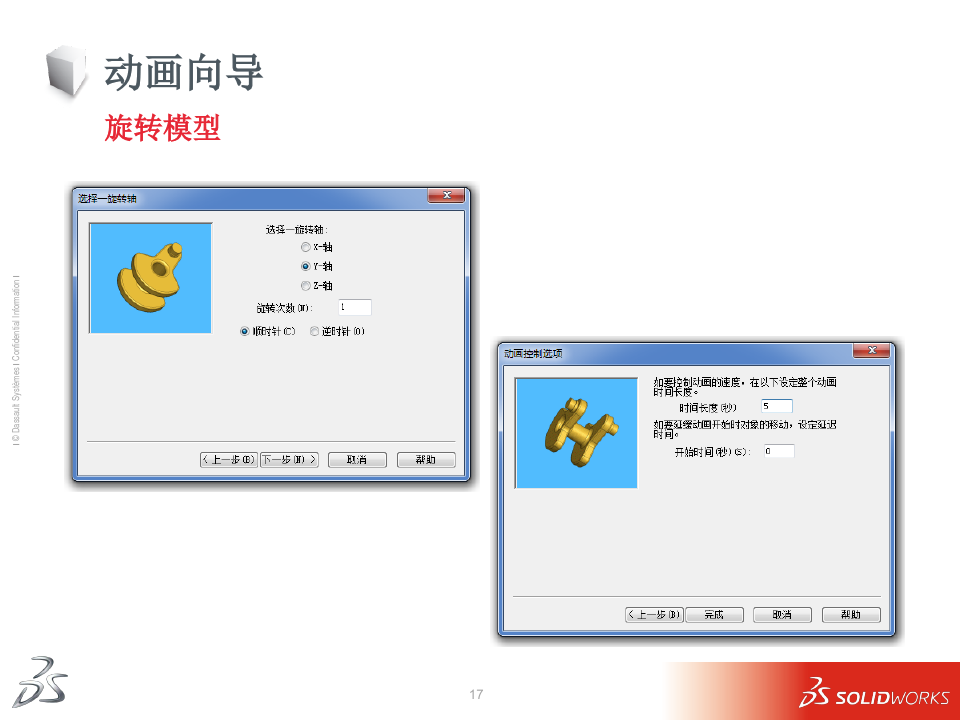 动画向导
旋转模型
选择一旋转轴
选择一旋转轴:
X-轴
Y-轴
Z-轴
旋转次数(N): 1
顺时针(C) 逆时针(O)
< 上一步(B) 下一步(N) > 取消 帮助
动画控制选项
如要控制动画的速度，在以下设定整个动画
时间长度。
时间长度(秒) 5
如要延缓动画开始时对象的移动，设定延迟
时间。
开始时间(秒)(S): 0
< 上一步(B) 完成 取消 帮助
I © Dassault Systèmes I Confidential Information I
17
SOLIDWORKS